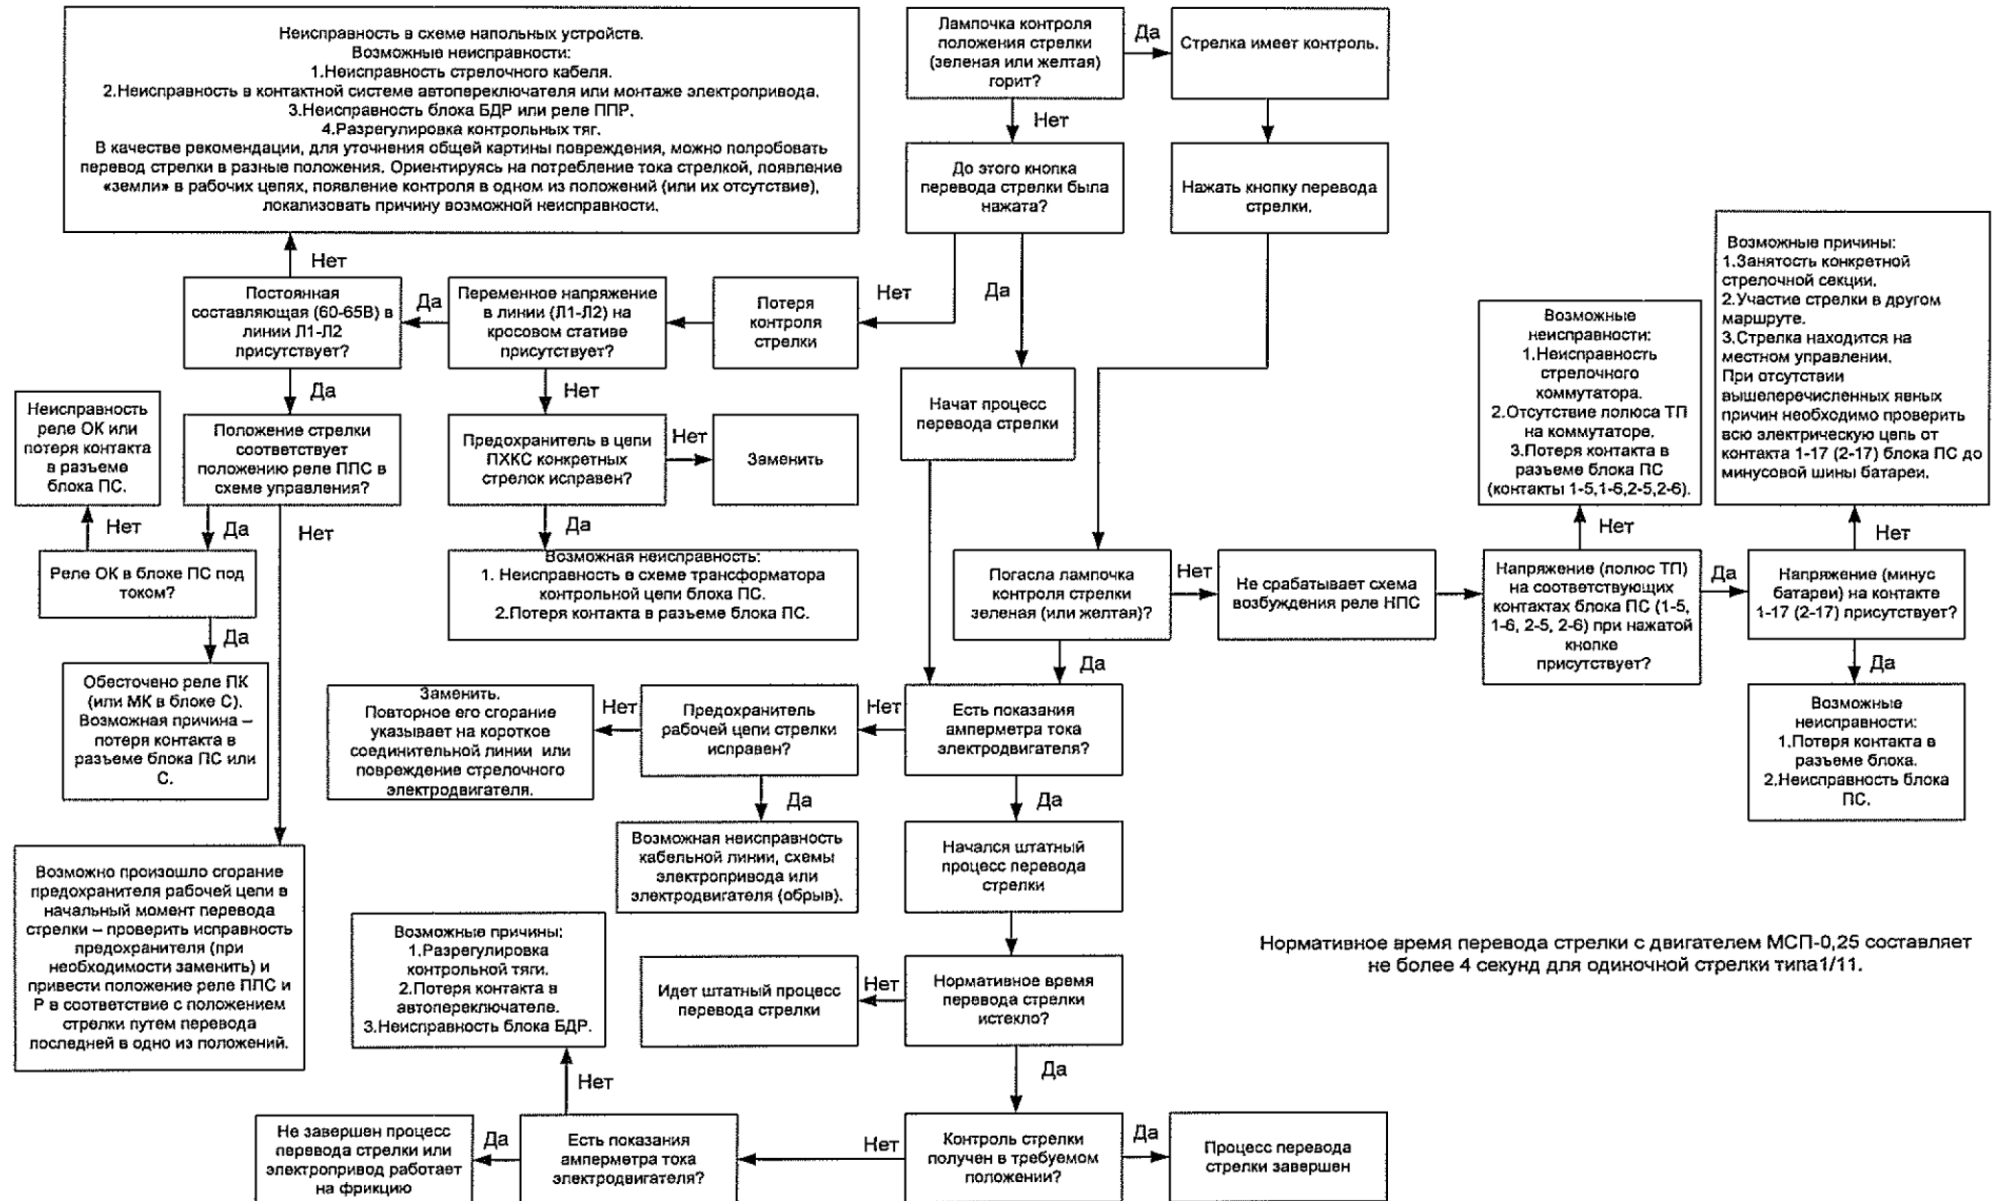 Неисправность в схеме напольных устройств.
Возможные неисправности:
1.Неисправность стрелочного кабеля.
2.Неисправность в контактной системе автопереключателя или монтаже электропривода.
3.Неисправность блока БДР или реле ППР.
4.Разрегулировка контрольных тяг.
В качестве рекомендации, для уточнения общей картины повреждения, можно попробовать
перевод стрелки в разные положения. Ориентируясь на потребление тока стрелкой, появление
«земли» в рабочих цепях, появление контроля в одном из положений (или их отсутствие),
локализовать причину возможной неисправности.
Лампочка контроля
положения стрелки
(зеленая или желтая)
горит?
Да
Стрелка имеет контроль.
Нет
До этого кнопка
перевода стрелки была
нажата?
Нажать кнопку перевода
стрелки.
Нет
Постоянная
составляющая (60-65В) в
линии Л1-Л2
присутствует?
Да
Переменное напряжение
в линии (Л1-Л2) на
кросовом стативе
присутствует?
Потеря
контроля
стрелки
Нет
Да
Возможные
неисправности:
1.Неисправность
стрелочного
коммутатора.
2.Отсутствие полюса ТП
на коммутаторе.
3.Потеря контакта в
разъеме блока ПС
(контакты 1-5,1-6,2-5,2-6).
Возможные причины:
1.Занятость конкретной
стрелочной секции.
2.Участие стрелки в другом
маршруте.
3.Стрелка находится на
местном управлении.
При отсутствии
вышеперечисленных явных
причин необходимо проверить
всю электрическую цепь от
контакта 1-17 (2-17) блока ПС до
минусовой шины батареи.
Да
Нет
Начат процесс
перевода стрелки
Неисправность
реле ОК или
потеря контакта
в разъеме
блока ПС.
Положение стрелки
соответствует
положению реле ППС в
схеме управления?
Предохранитель в цепи
ПХКС конкретных
стрелок исправен?
Нет
Заменить
Нет
Да
Нет
Да
Нет
Нет
Реле ОК в блоке ПС под
током?
Возможная неисправность:
1. Неисправность в схеме трансформатора
контрольной цепи блока ПС.
2.Потеря контакта в разъеме блока ПС.
Погасла лампочка
контроля стрелки
зеленая (или желтая)?
Нет
Не срабатывает схема
возбуждения реле НПС
Напряжение (полюс ТП)
на соответствующих
контактах блока ПС (1-5,
1-6, 2-5, 2-6) при нажатой
кнопке
присутствует?
Да
Напряжение (минус
батареи) на контакте
1-17 (2-17) присутствует?
Да
Да
Да
Обесточено реле ПК
(или МК в блоке С).
Возможная причина –
потеря контакта в
разъеме блока ПС или
С.
Заменить.
Повторное его сгорание
указывает на короткое
соединительной линии или
повреждение стрелочного
электродвигателя.
Нет
Предохранитель
рабочей цепи стрелки
исправен?
Нет
Есть показания
амперметра тока
электродвигателя?
Возможные
неисправности:
1.Потеря контакта в
разъеме блока.
2.Неисправность блока
ПС.
Да
Да
Возможная неисправность
кабельной линии, схемы
электропривода или
электродвигателя (обрыв).
Начался штатный
процесс перевода
стрелки
Возможно произошло сгорание
предохранителя рабочей цепи в
начальный момент перевода
стрелки – проверить исправность
предохранителя (при
необходимости заменить) и
привести положение реле ППС и
Р в соответствие с положением
стрелки путем перевода
последней в одно из положений.
Возможные причины:
1.Разрегулировка
контрольной тяги.
2.Потеря контакта в
автопереключателе.
3.Неисправность блока БДР.
Идет штатный процесс
перевода стрелки
Нет
Нормативное время
перевода стрелки
истекло?
Нормативное время перевода стрелки с двигателем МСП-0,25 составляет
не более 4 секунд для одиночной стрелки типа1/11.
Нет
Да
Не завершен процесс
перевода стрелки или
электропривод работает
на фрикцию
Да
Есть показания
амперметра тока
электродвигателя?
Нет
Контроль стрелки
получен в требуемом
положении?
Да
Процесс перевода
стрелки завершен